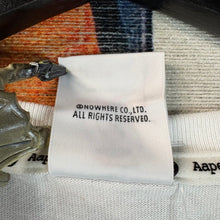 ©NOWHERE CO.,LTD.
ALL RIGHTS RESERVED.
Aape
Aape